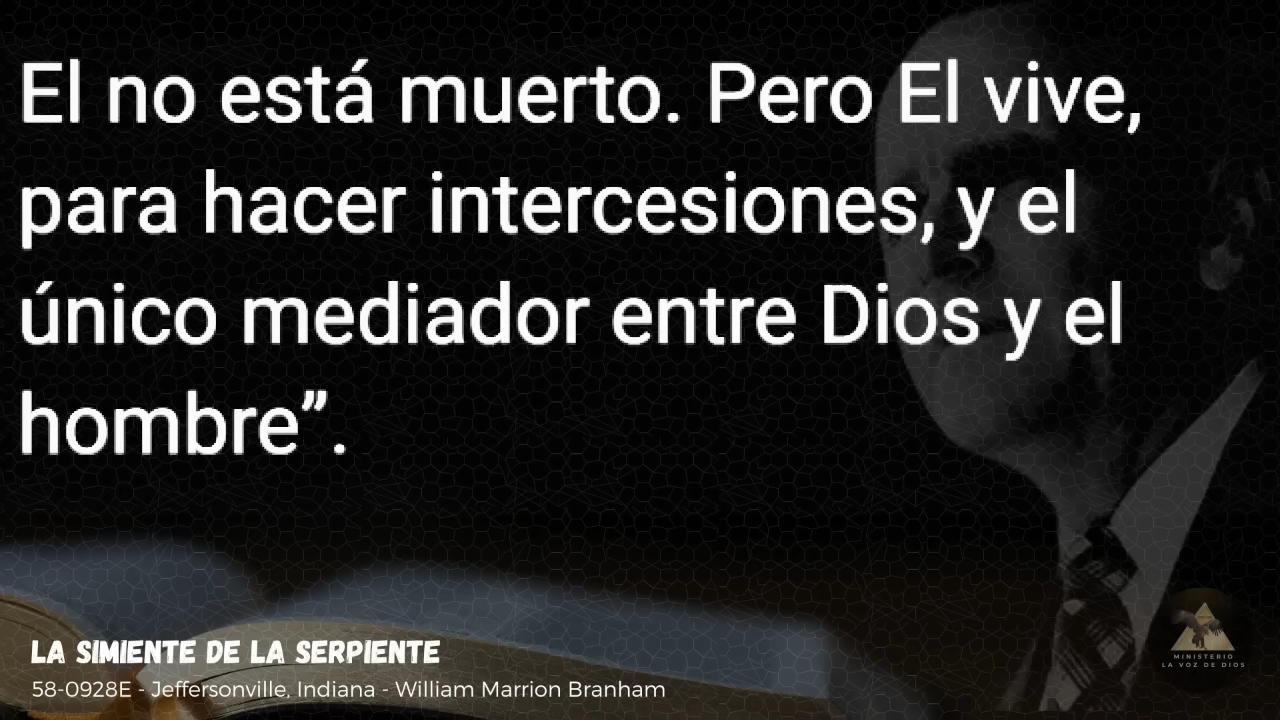 El no está muerto. Pero El vive,
para hacer intercesiones, y el
único mediador entre Dios y el
hombre”.
LA SIMIENTE DE LA SERPIENTE
58-0928E - Jeffersonville, Indiana - William Marrion Branham
MINISTERIO
LA VOZ DE DIOS